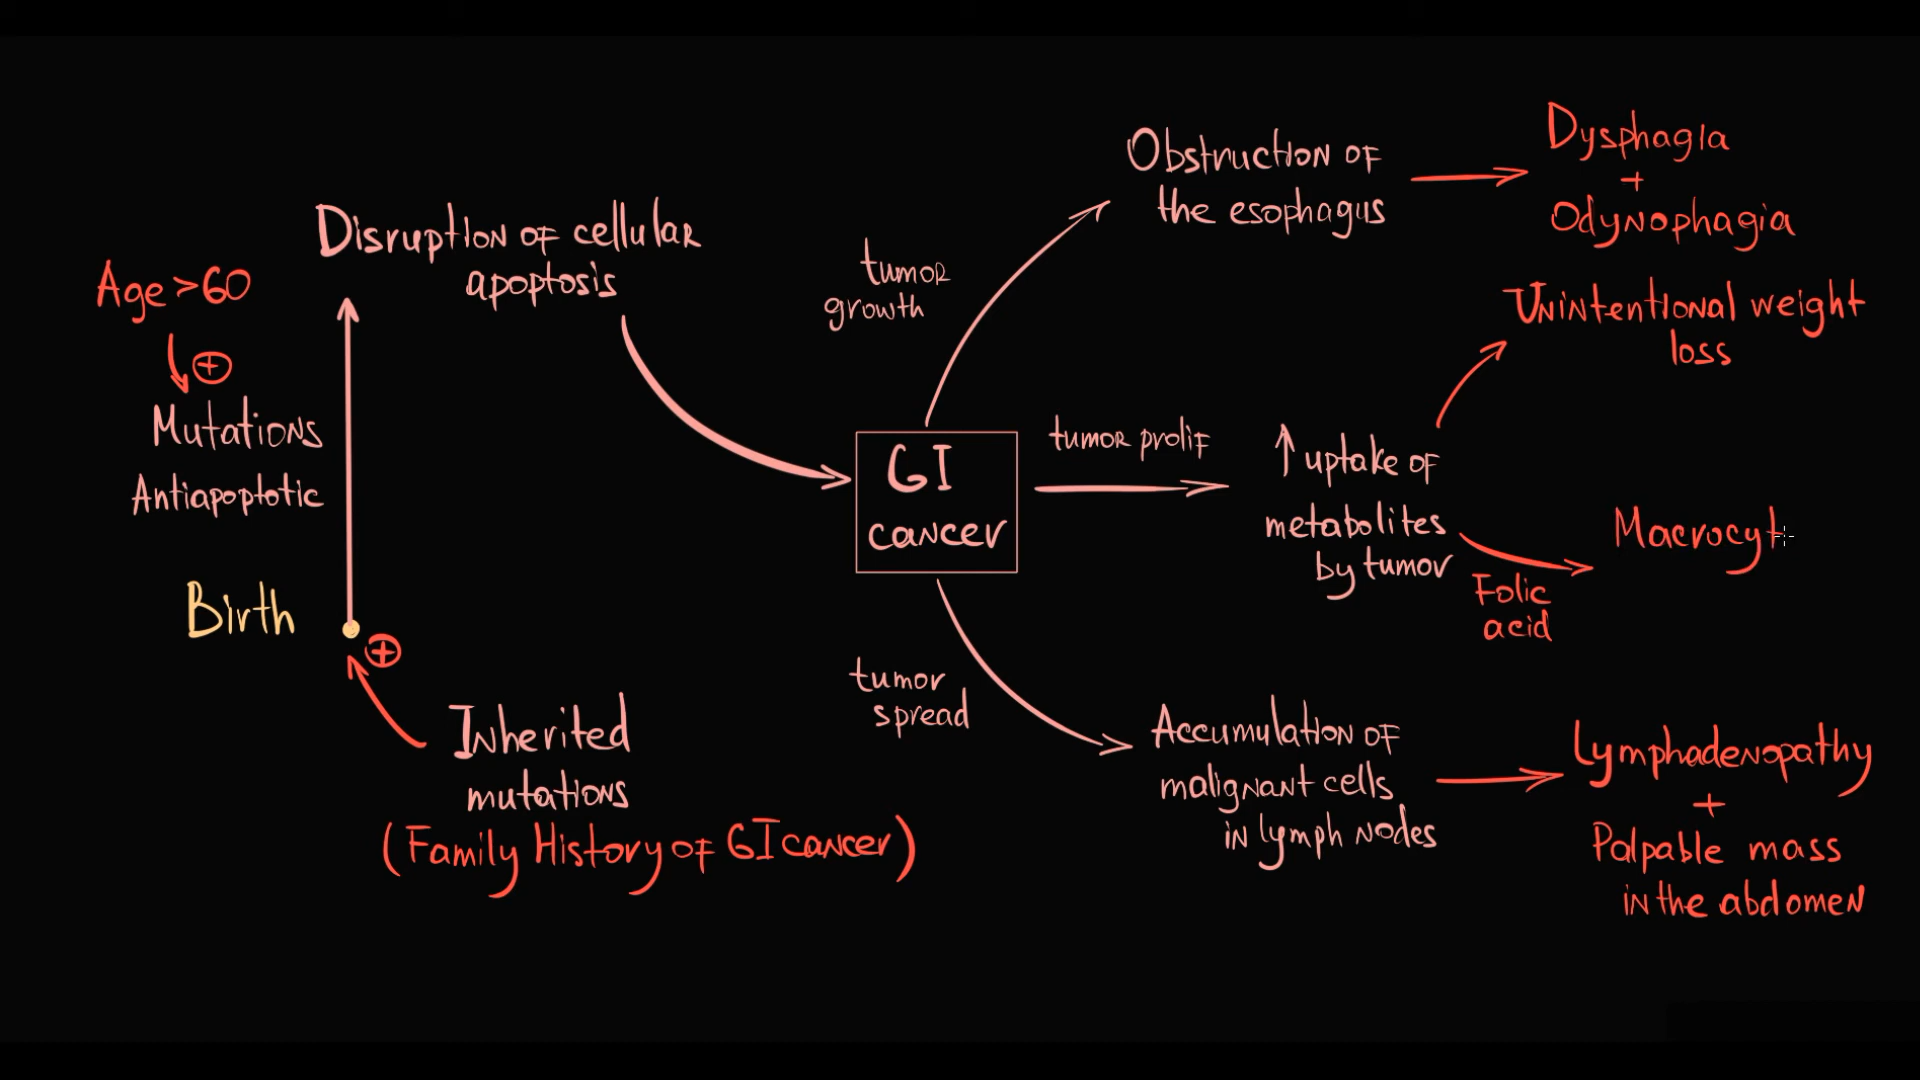 Age >60
+
Mutations
Antiapoptotic
Birth
+
Disruption of cellular
apoptosis
Inherited
mutations
(Family History of GI cancer)
GI
cancer
tumor
growth
Obstruction of
the esophagus
Dysphagia
+
Odynophagia
tumor prolif
↑ uptake of
metabolites
by tumor
Unintentional weight
loss
Folic
acid
Macrocyt
tumor
spread
Accumulation of
malignant cells
in lymph nodes
Lymphadenopathy
+
Palpable mass
in the abdomen